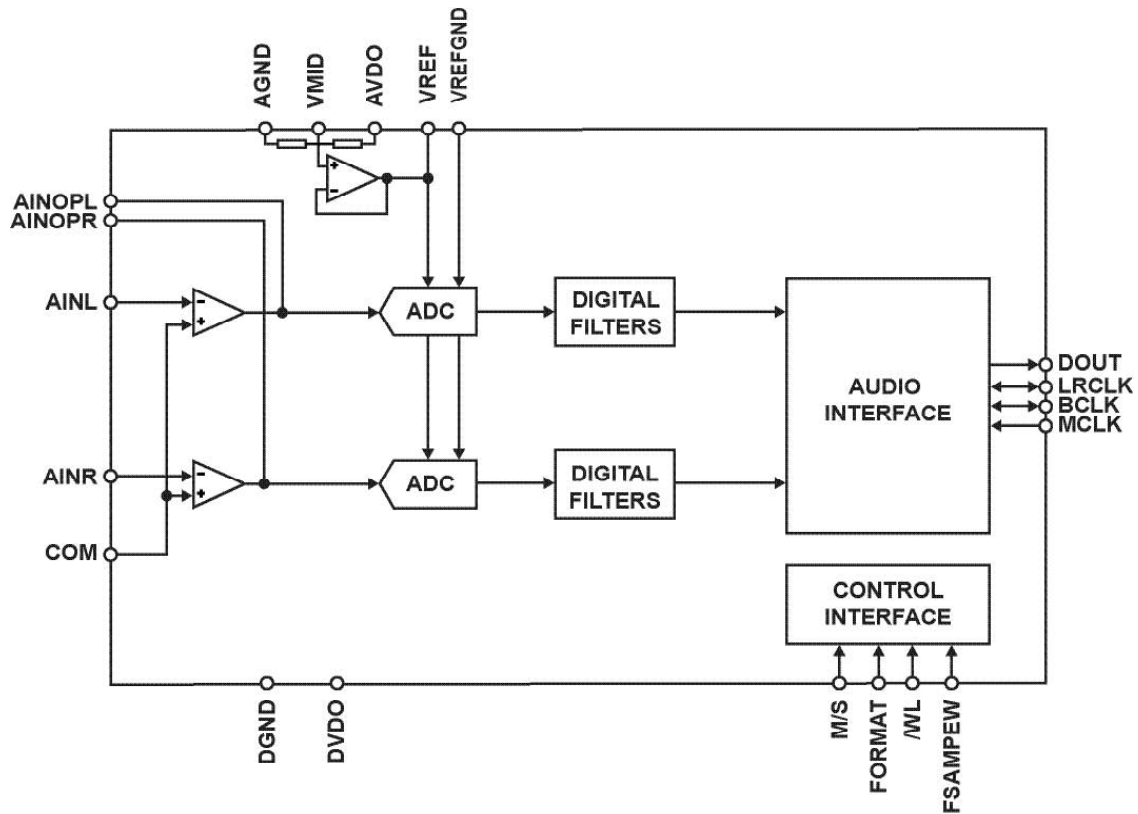 AGND
VMID
AVDO
VREF
VREFGND
AINOPL
AINOPR
AINL
AINR
COM
+
-
-
+
-
+
ADC
DIGITAL
FILTERS
ADC
DIGITAL
FILTERS
AUDIO
INTERFACE
DOUT
LRCLK
BCLK
MCLK
CONTROL
INTERFACE
DGND
DVDO
M/S
FORMAT
/WL
FSAMPEW